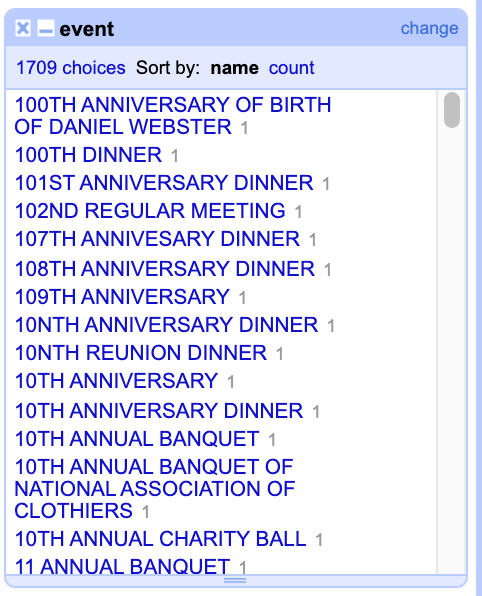 event change
1709 choices Sort by: name count
100TH ANNIVERSARY OF BIRTH
OF DANIEL WEBSTER 1
100TH DINNER 1
101ST ANNIVERSARY DINNER 1
102ND REGULAR MEETING 1
107TH ANNIVESARY DINNER 1
108TH ANNIVERSARY DINNER 1
109TH ANNIVERSARY 1
10NTH ANNIVERSARY DINNER 1
10NTH REUNION DINNER 1
10TH ANNIVERSARY 1
10TH ANNIVERSARY DINNER 1
10TH ANNUAL BANQUET 1
10TH ANNUAL BANQUET OF
NATIONAL ASSOCIATION OF
CLOTHIERS 1
10TH ANNUAL CHARITY BALL 1
11 ANNUAL BANQUET 1